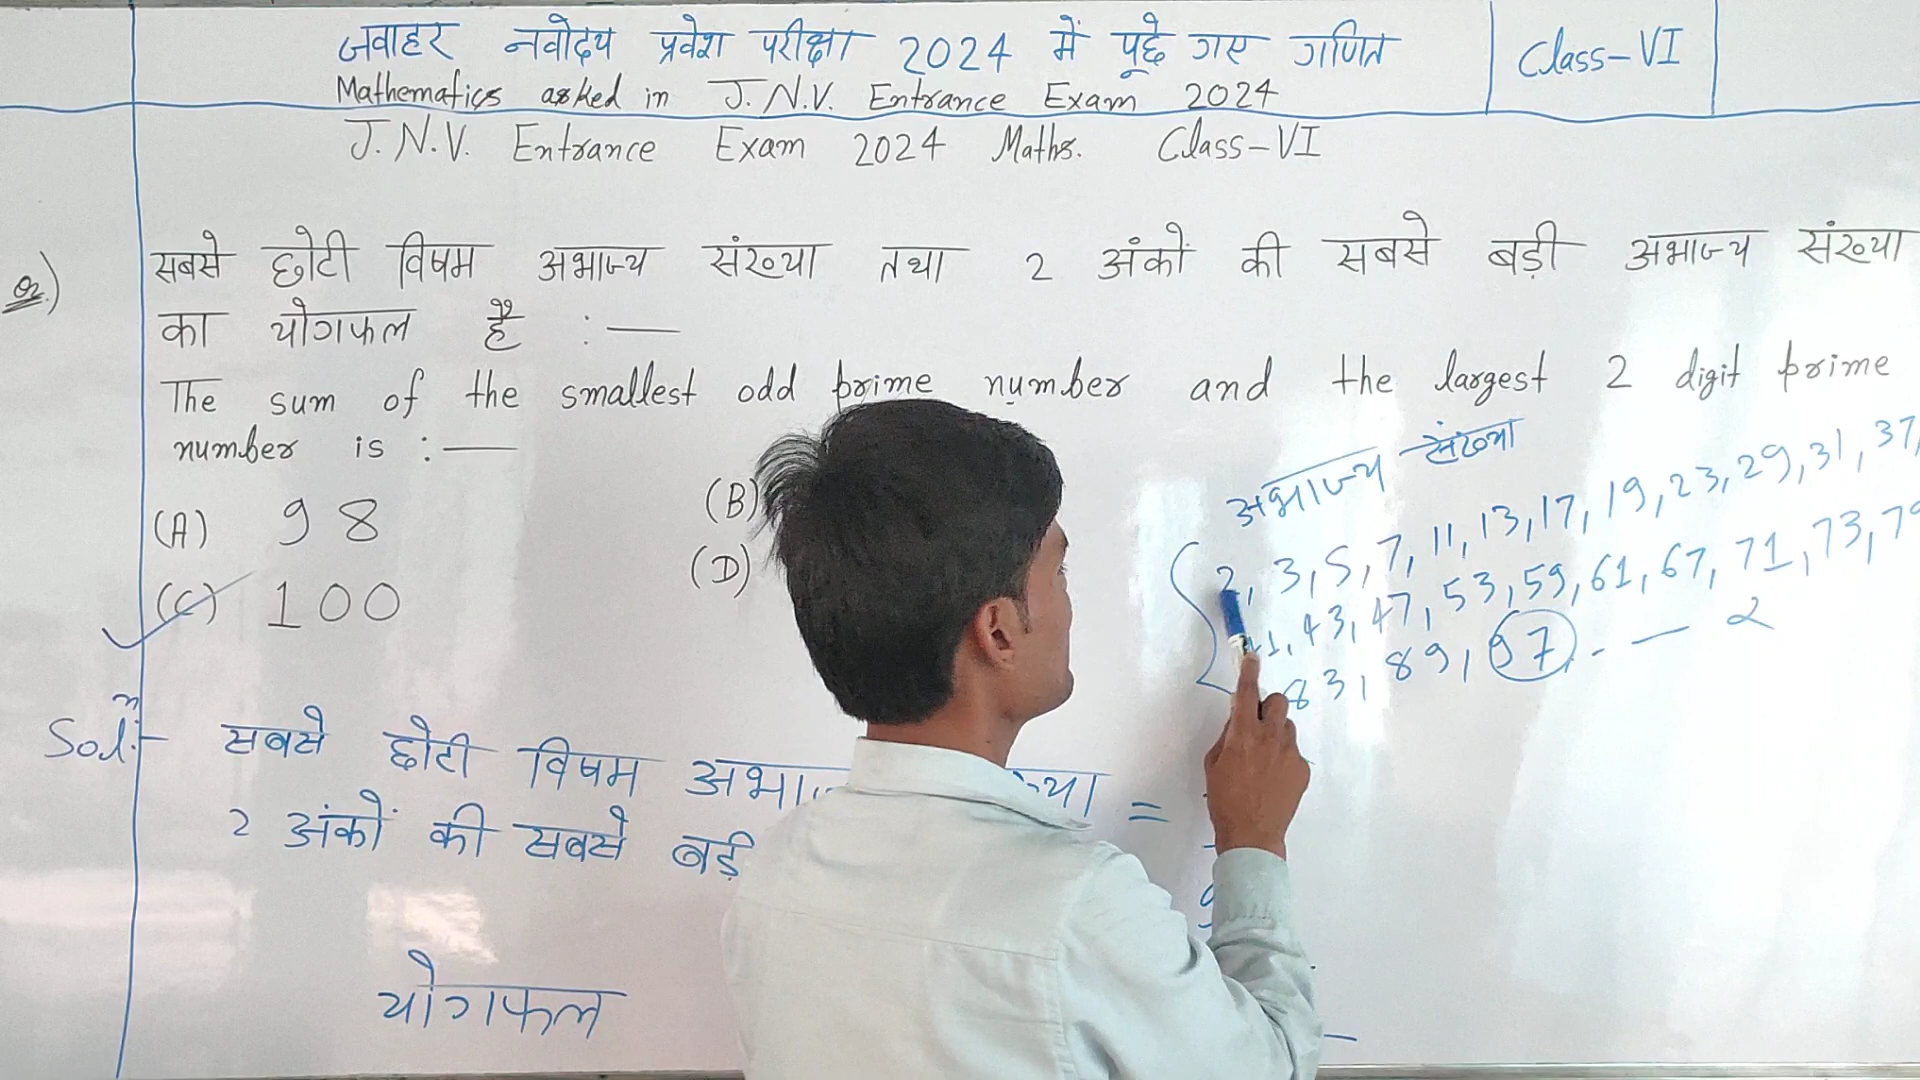 जवाहर नवोदय प्रवेश परीक्षा 2024 में पूछे गए गणित
Class-VI
Mathematics asked in J.N.V. Entrance Exam 2024
J.N.V. Entrance Exam 2024 Maths. Class-VI
Q.) सबसे छोटी विषम अभाज्य संख्या तथा 2 अंकों की सबसे बड़ी अभाज्य संख्या
का योगफल है :—
The sum of the smallest odd prime number and the largest 2 digit prime
number is :—
(A) 98
(B)
(C) 100
(D)
अभाज्य संख्या
2, 3, 5, 7, 11, 13, 17, 19, 23, 29, 31, 37,
43, 47, 53, 59, 61, 67, 71, 73, 79
83, 89, 97. —
Solⁿ:- सबसे छोटी विषम =
2 अंकों की सबसे बड़ी
योगफल